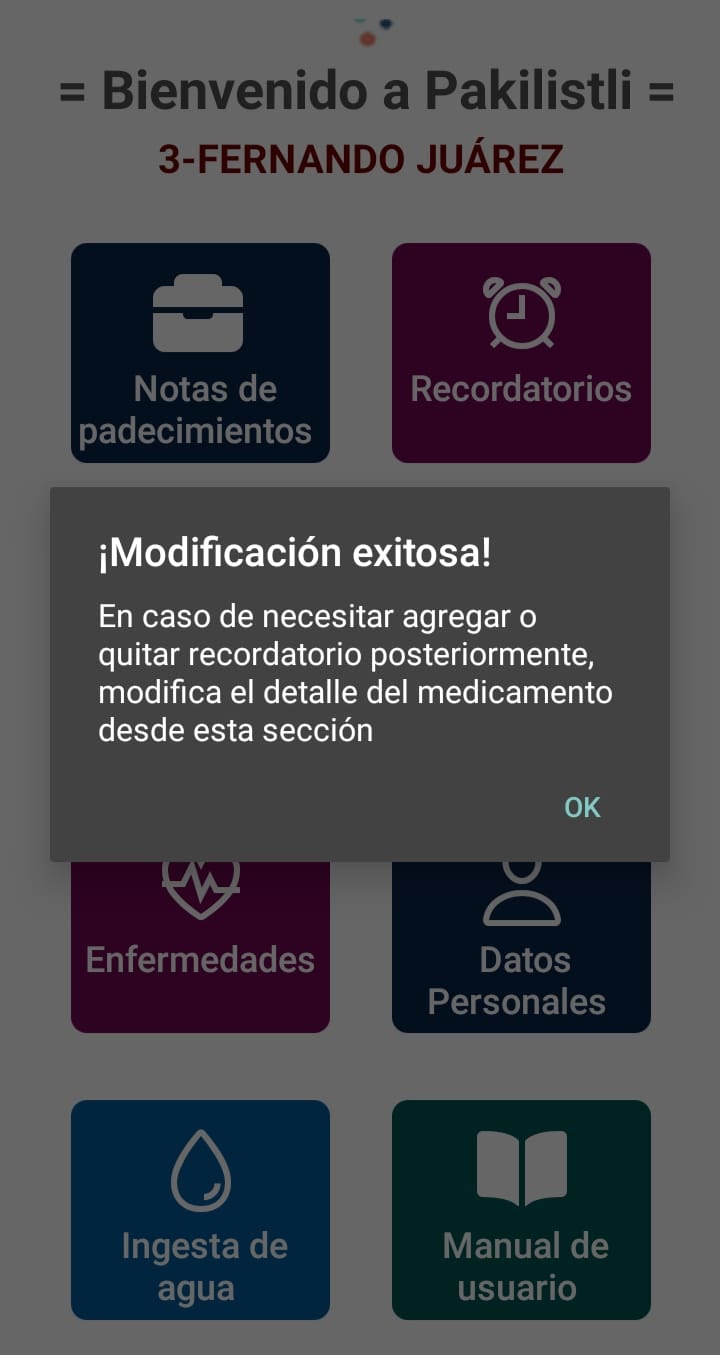 = Bienvenido a Pakilistli =
3-FERNANDO JUÁREZ
Notas de
padecimientos
Recordatorios
¡Modificación exitosa!
En caso de necesitar agregar o
quitar recordatorio posteriormente,
modifica el detalle del medicamento
desde esta sección
OK
Enfermedades
Datos
Personales
Ingesta de
agua
Manual de
usuario